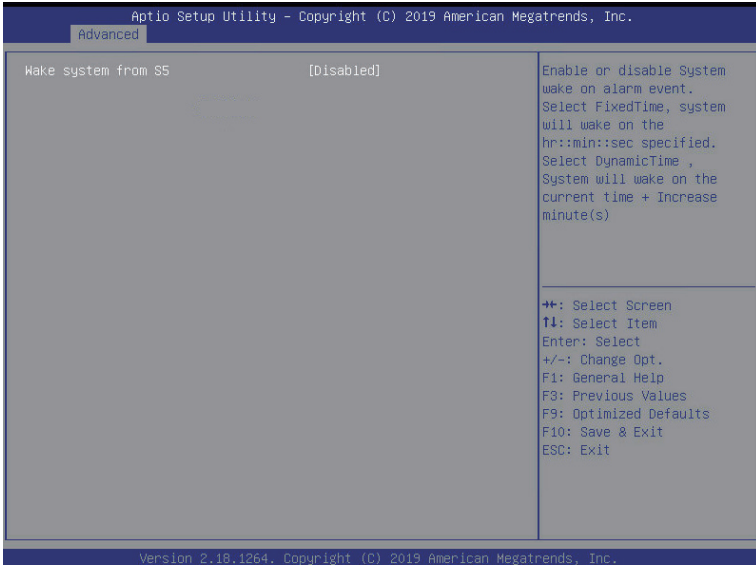 Aptio Setup Utility – Copyright (C) 2019 American Megatrends, Inc.
Advanced
Wake system from S5 [Disabled]
Enable or disable System
wake on alarm event.
Select FixedTime, system
will wake on the
hr::min::sec specified.
Select DynamicTime ,
System will wake on the
current time + Increase
minute(s)
→←: Select Screen
↑↓: Select Item
Enter: Select
+/-: Change Opt.
F1: General Help
F3: Previous Values
F9: Optimized Defaults
F10: Save & Exit
ESC: Exit
Version 2.18.1264. Copyright (C) 2019 American Megatrends, Inc.